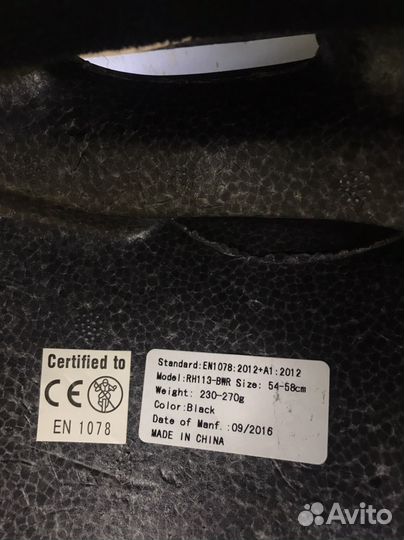 Certified to
CE
EN 1078
Standard:EN1078:2012+A1:2012
Model:RH113-BWR Size: 54-58cm
Weight: 230-270g
Color:Black
Date of Manf.:09/2016
MADE IN CHINA
Avito